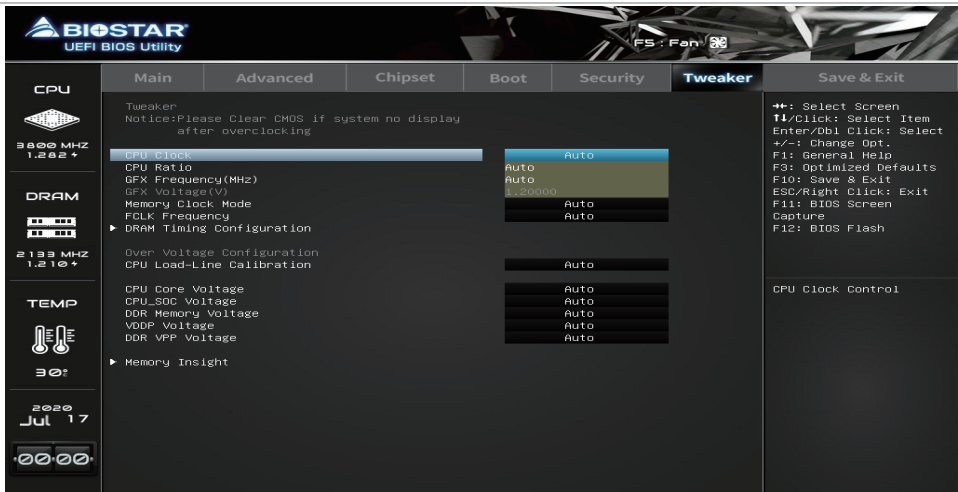 BIOSTAR
UEFI BIOS Utility
F5 : Fan
Main Advanced Chipset Boot Security Tweaker Save & Exit
CPU
3800 MHZ
1.282
DRAM
2133 MHZ
1.210
TEMP
30
2020
Jul 17
00:00
Tweaker
Notice:Please Clear CMOS if system no display
after overclocking
CPU Clock Auto
CPU Ratio Auto
GFX Frequency(MHz) Auto
GFX Voltage(V) 1.20000
Memory Clock Mode Auto
FCLK Frequency Auto
► DRAM Timing Configuration
Over Voltage Configuration
CPU Load-Line Calibration Auto
CPU Core Voltage Auto
CPU_SOC Voltage Auto
DDR Memory Voltage Auto
VDDP Voltage Auto
DDR VPP Voltage Auto
► Memory Insight
→←: Select Screen
↑↓/Click: Select Item
Enter/Dbl Click: Select
+/-: Change Opt.
F1: General Help
F3: Optimized Defaults
F10: Save & Exit
ESC/Right Click: Exit
F11: BIOS Screen
Capture
F12: BIOS Flash
CPU Clock Control